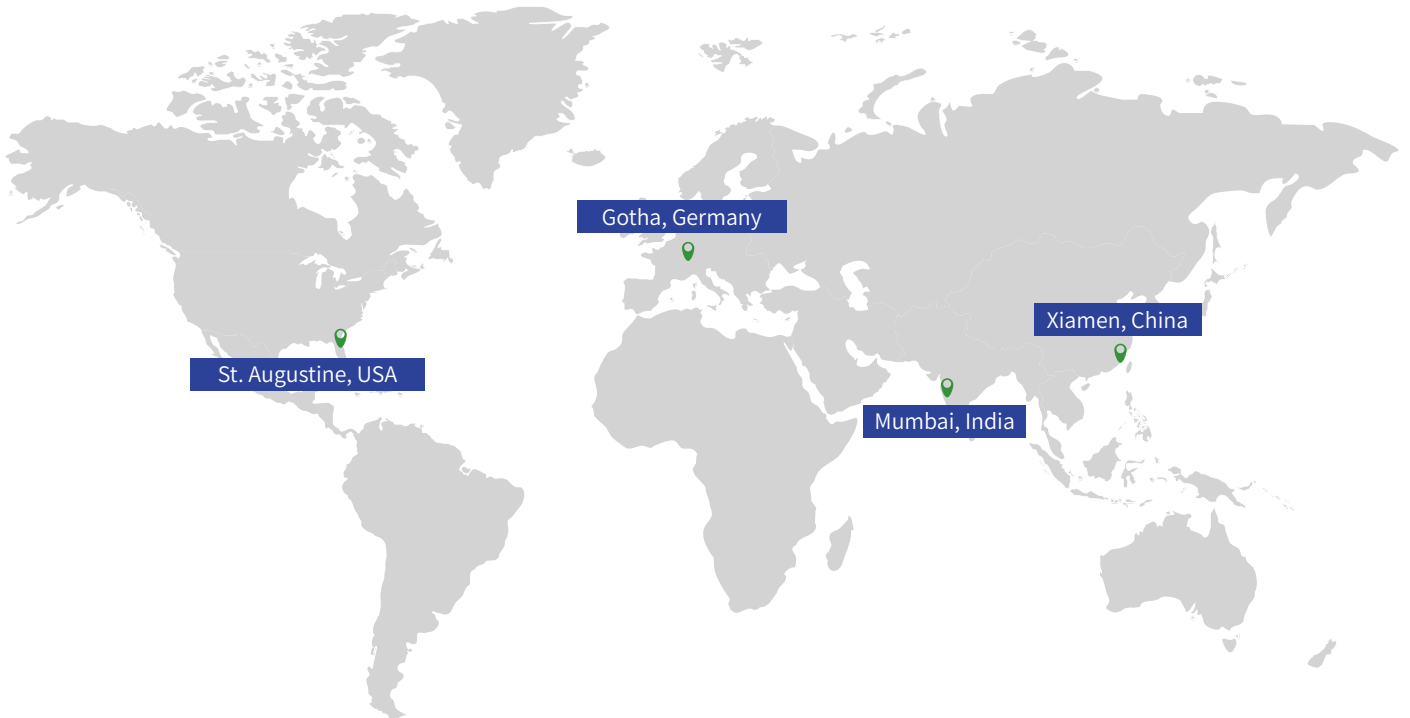 Gotha, Germany
Xiamen, China
St. Augustine, USA
Mumbai, India